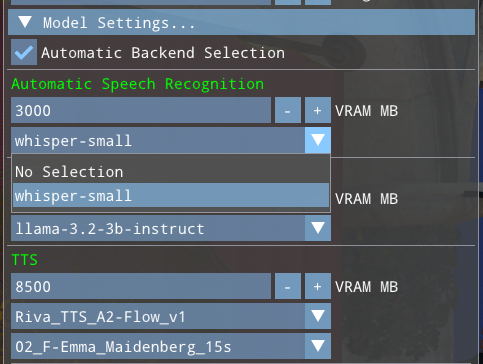 Model Settings...
Automatic Backend Selection
Automatic Speech Recognition
3000 - + VRAM MB
whisper-small
No Selection
whisper-small
VRAM MB
llama-3.2-3b-instruct
TTS
8500 - + VRAM MB
Riva_TTS_A2-Flow_v1
02_F-Emma_Maidenberg_15s